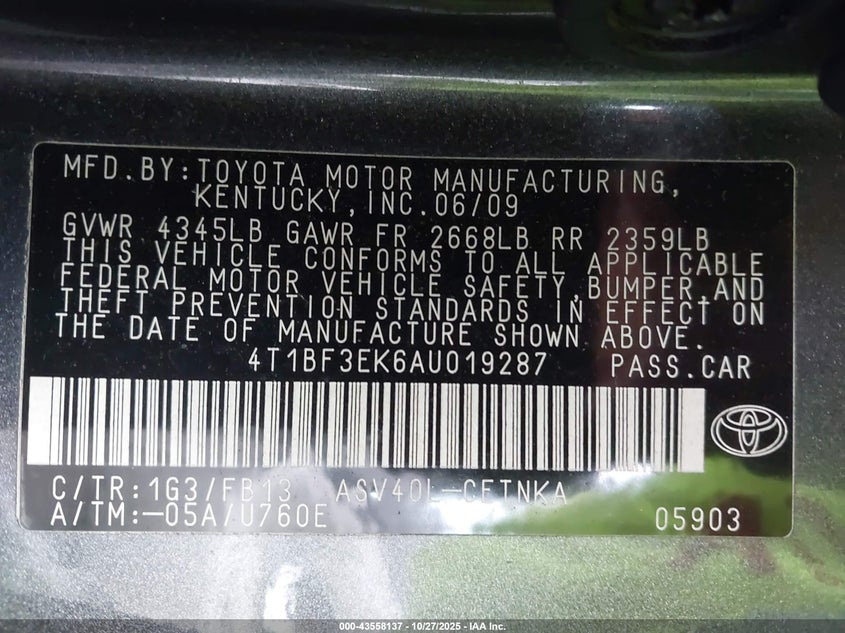 MFD.BY:TOYOTA MOTOR MANUFACTURING,
KENTUCKY,INC.06/09
GVWR 4345LB GAWR FR 2668LB RR 2359LB
THIS VEHICLE CONFORMS TO ALL APPLICABLE
FEDERAL MOTOR VEHICLE SAFETY,BUMPER,AND
THEFT PREVENTION STANDARDS IN EFFECT ON
THE DATE OF MANUFACTURE SHOWN ABOVE.
4T1BF3EK6AU019287 PASS.CAR
C/TR:1G3/FB13 ASV40L-CETNKA
A/TM:-05A/U760E 05903
000-43558137 - 10/27/2025 - IAA Inc.